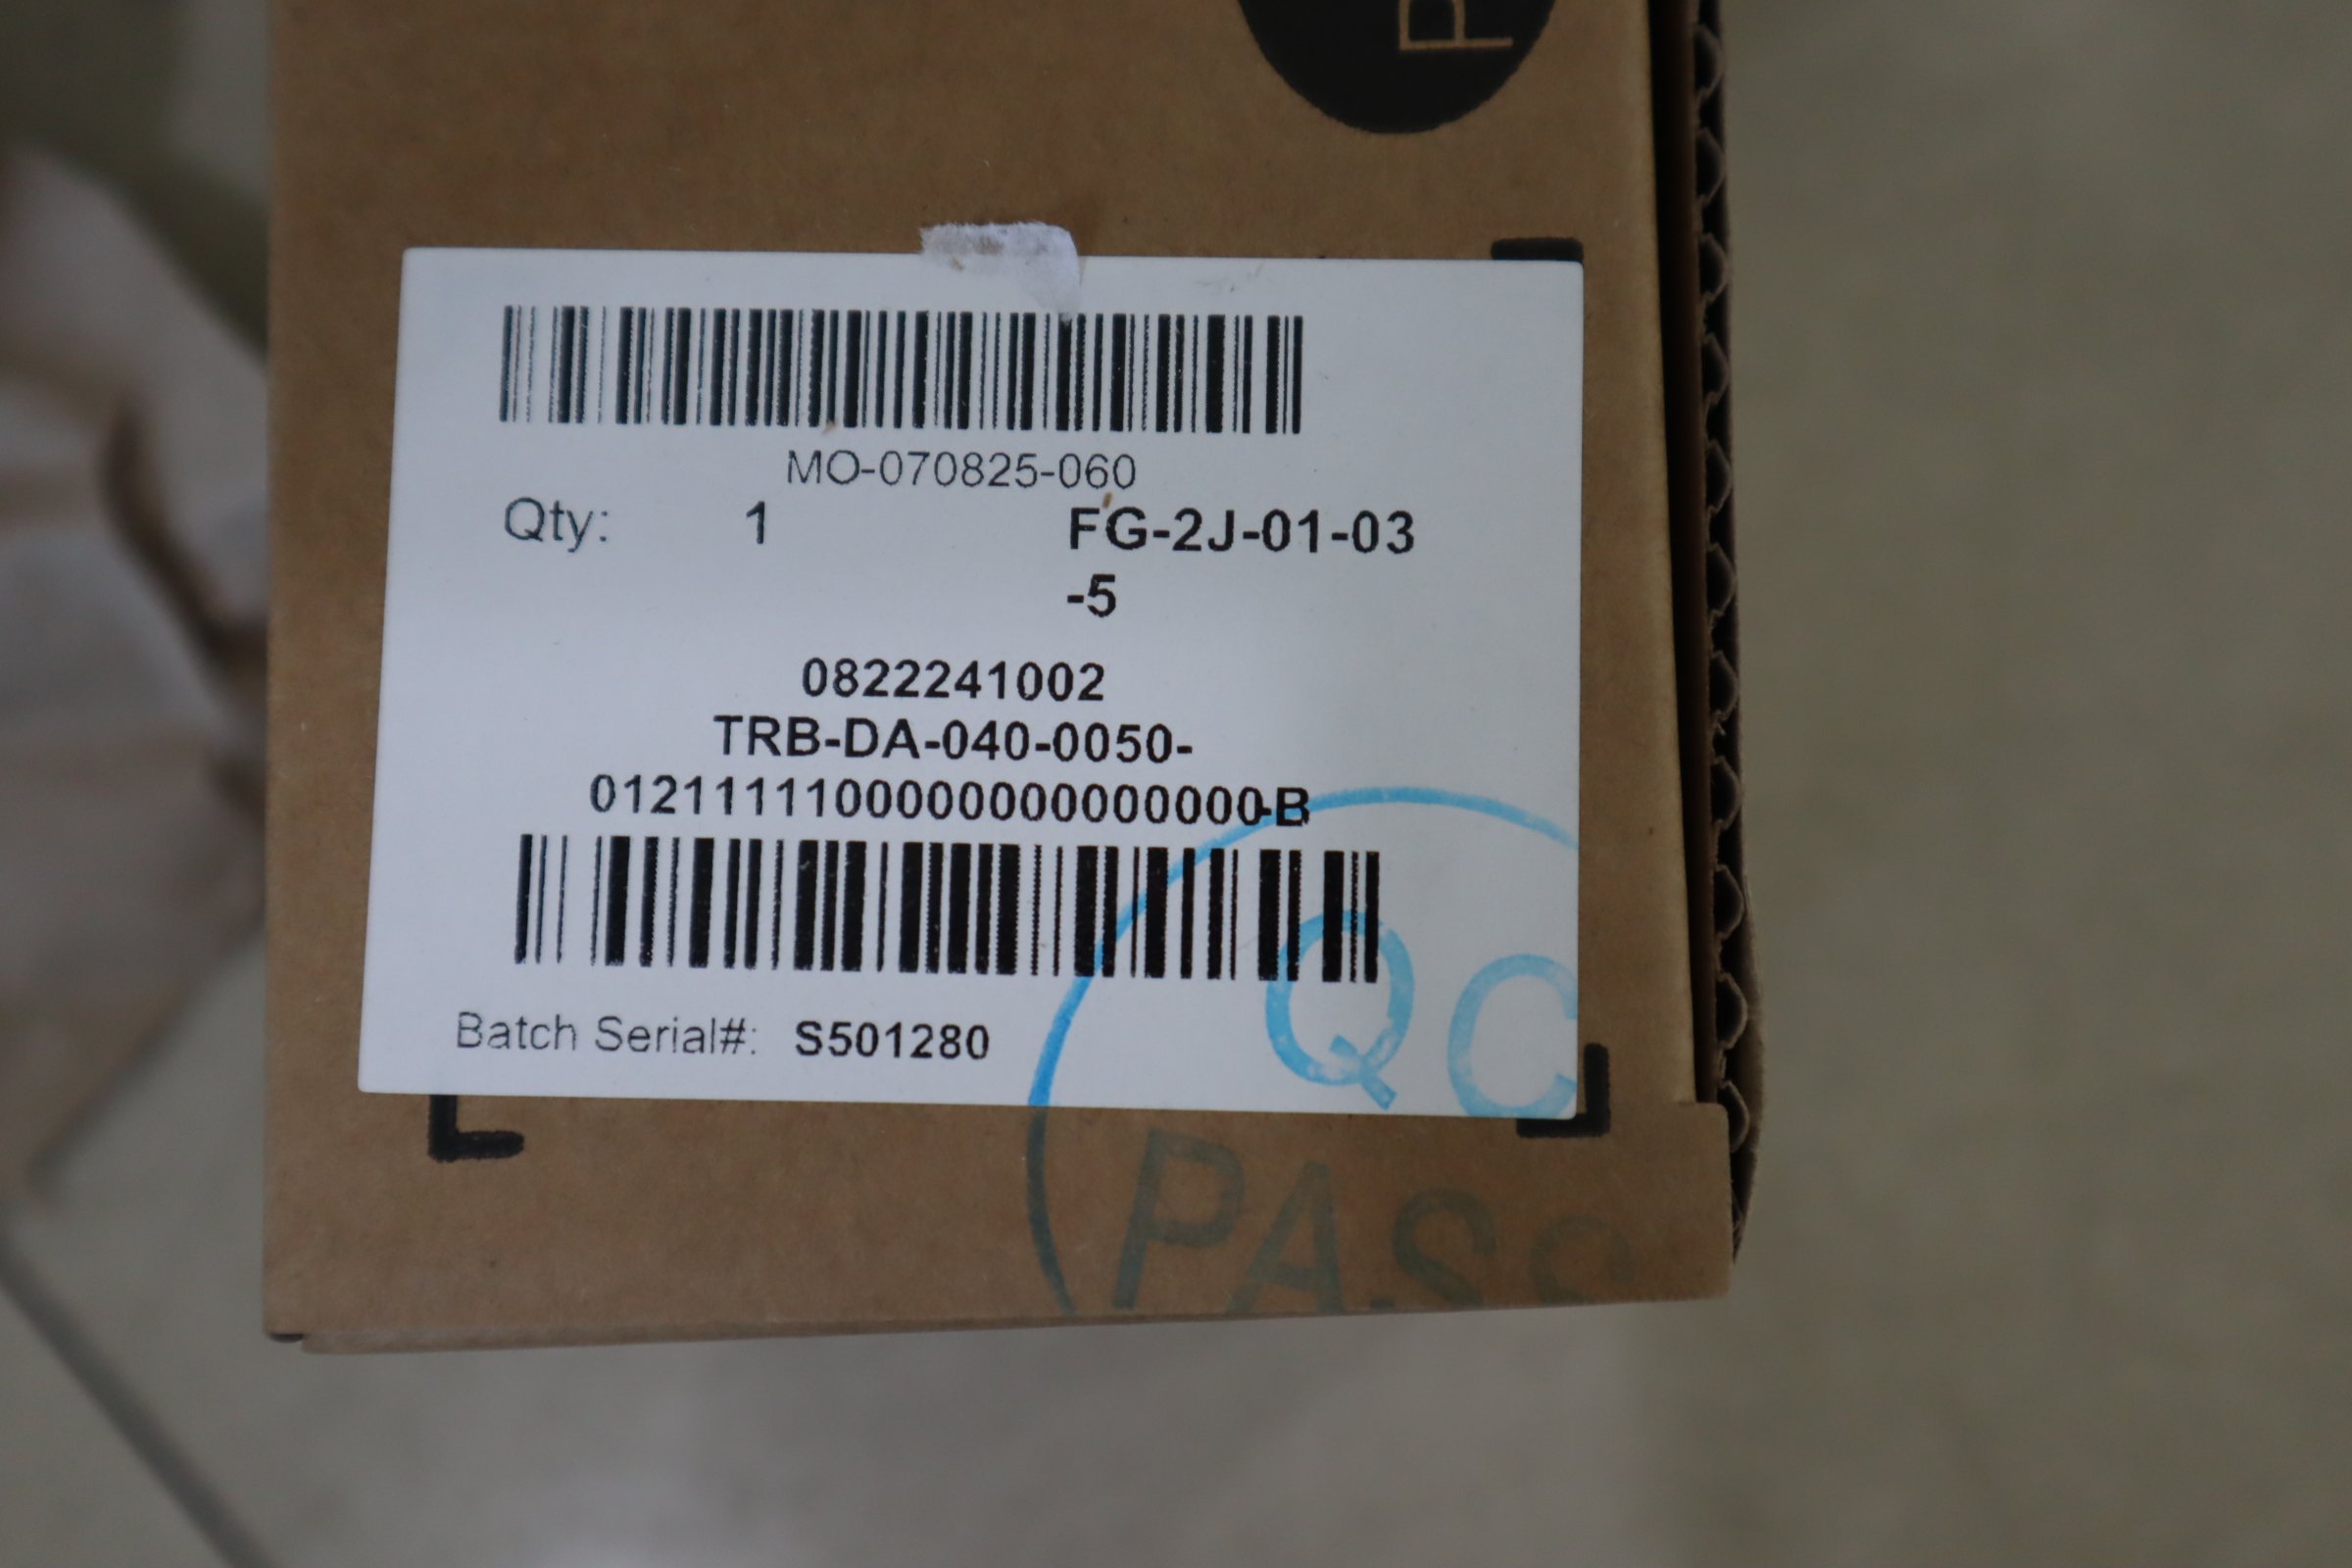 P
MO-070825-060
Qty: 1 FG-2J-01-03
-5
0822241002
TRB-DA-040-0050-
0121111100000000000000-B
Batch Serial#: S501280
QC
PASS